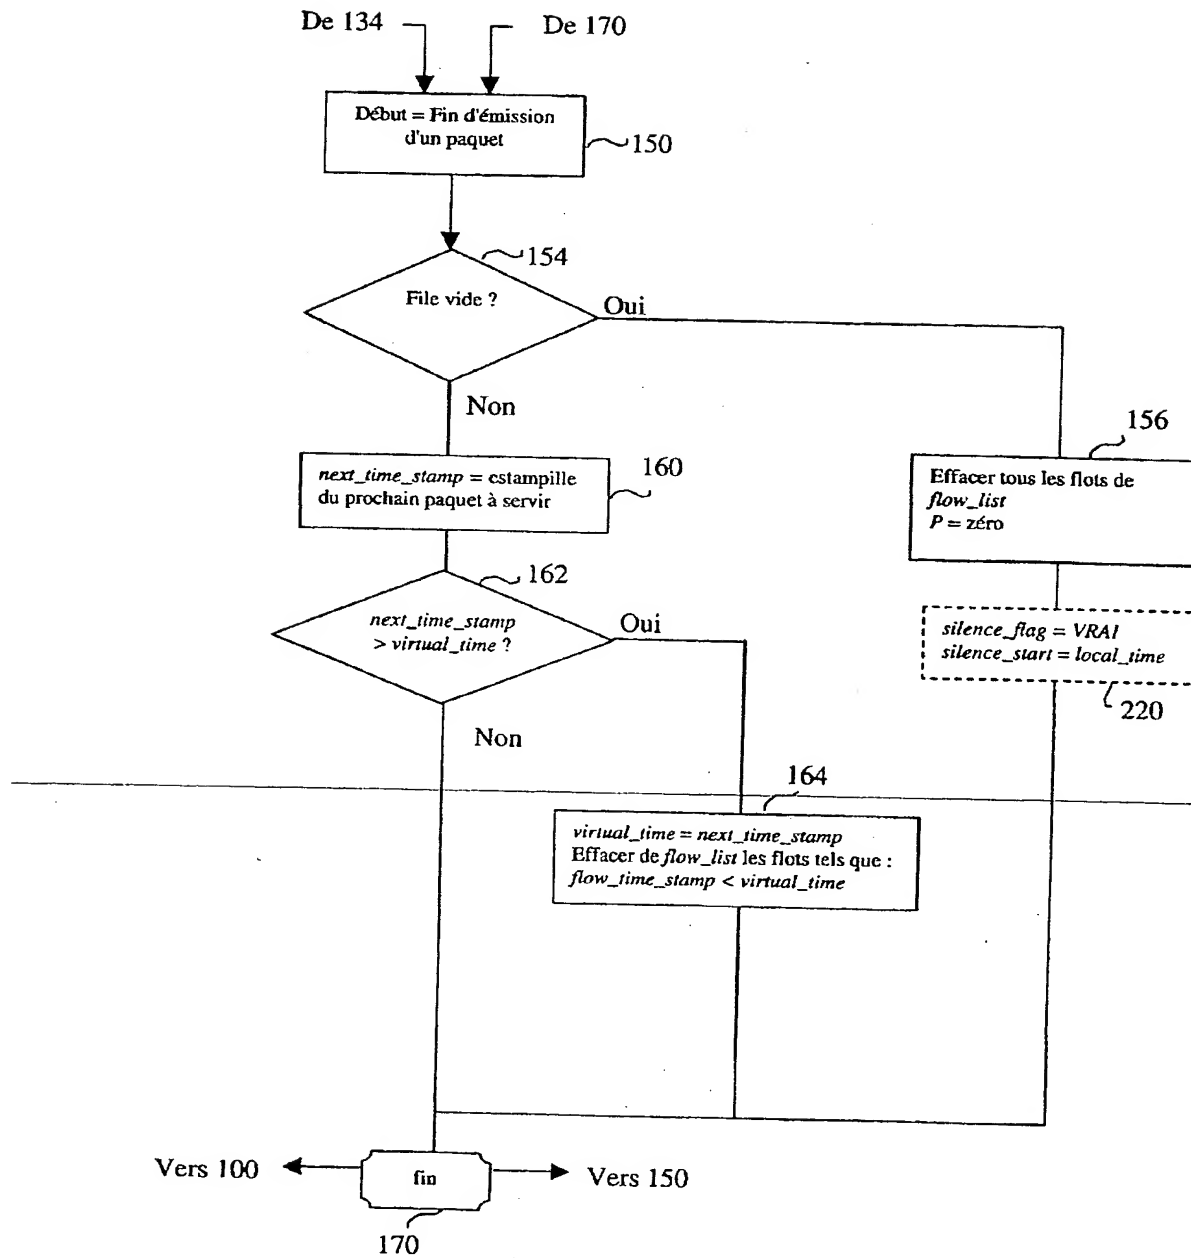 De 134
De 170
Début = Fin d'émission
d'un paquet
150
154
File vide ?
Oui
Non
156
next_time_stamp = estampille
du prochain paquet à servir
160
Effacer tous les flots de
flow_list
P = zéro
162
next_time_stamp
> virtual_time ?
Oui
silence_flag = VRAI
silence_start = local_time
220
Non
164
virtual_time = next_time_stamp
Effacer de flow_list les flots tels que :
flow_time_stamp < virtual_time
Vers 100
fin
Vers 150
170